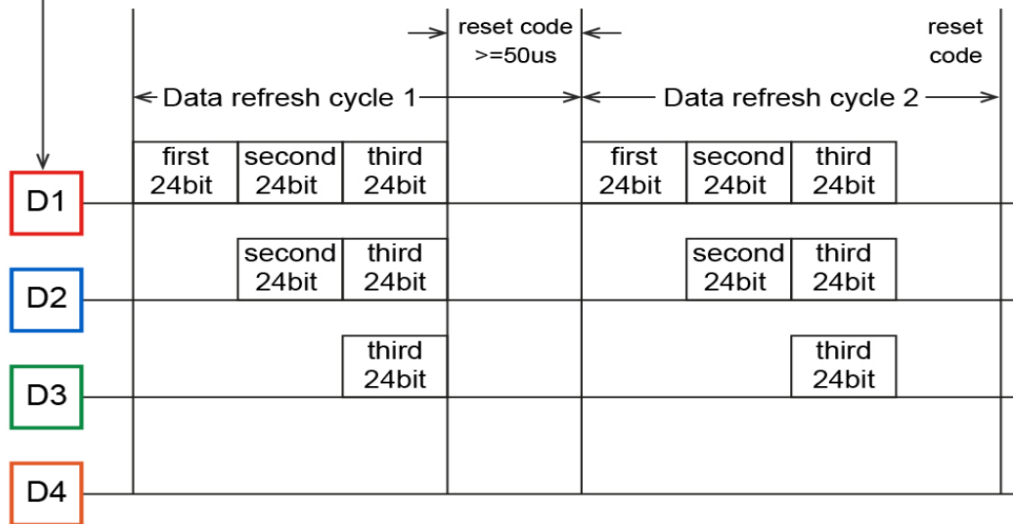 reset code
>=50us
reset
code
Data refresh cycle 1
Data refresh cycle 2
first
24bit
second
24bit
third
24bit
first
24bit
second
24bit
third
24bit
D1
second
24bit
third
24bit
second
24bit
third
24bit
D2
third
24bit
third
24bit
D3
D4